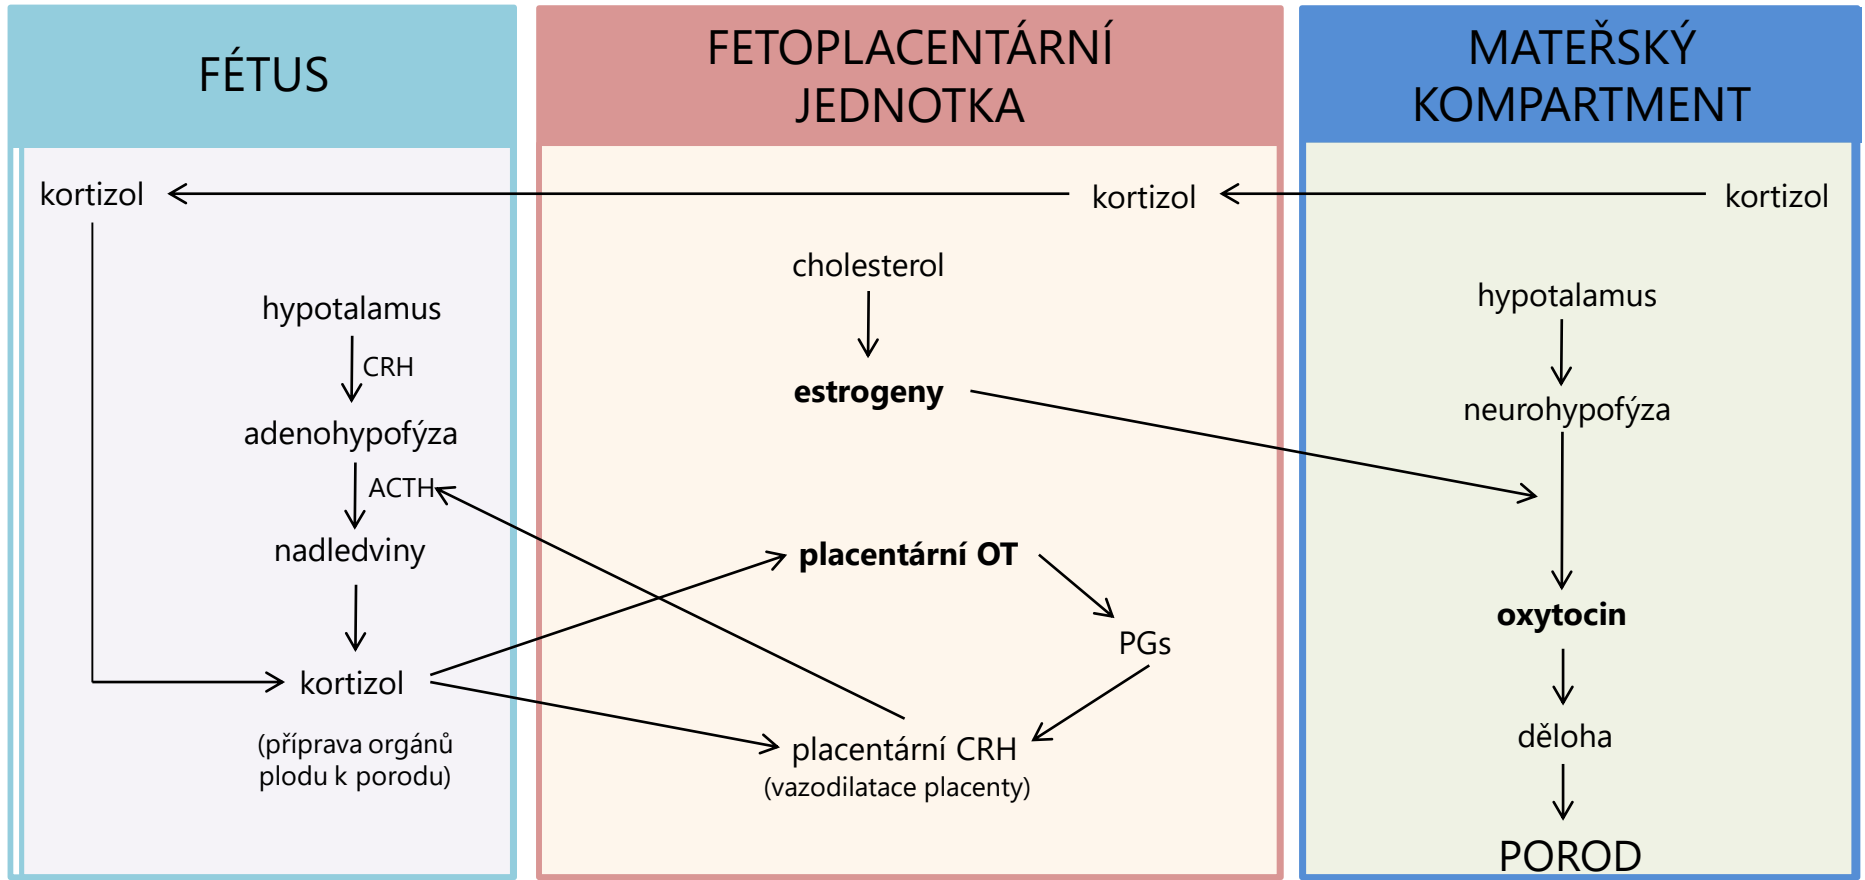 FÉTUS
FETOPLACENTÁRNÍ
JEDNOTKA
MATEŘSKÝ
KOMPARTMENT
kortizol
hypotalamus
CRH
adenohypofýza
ACTH
nadledviny
kortizol
(příprava orgánů
plodu k porodu)
kortizol
cholesterol
estrogeny
placentární OT
PGs
placentární CRH
(vazodilatace placenty)
kortizol
hypotalamus
neurohypofýza
oxytocin
děloha
POROD